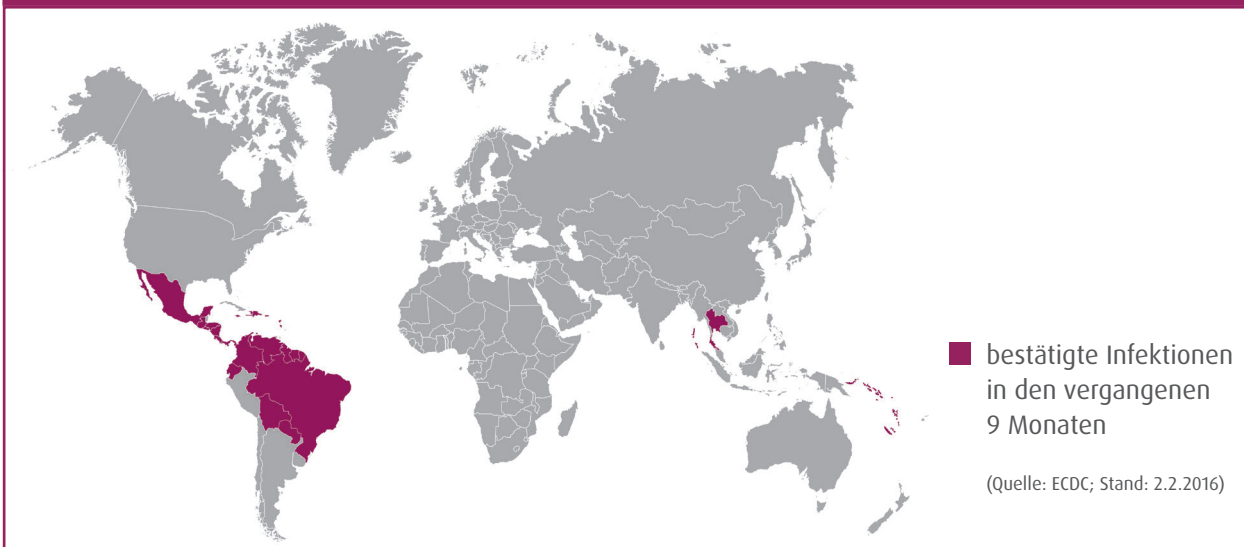 bestätigte Infektionen
in den vergangenen
9 Monaten
(Quelle: ECDC; Stand: 2.2.2016)